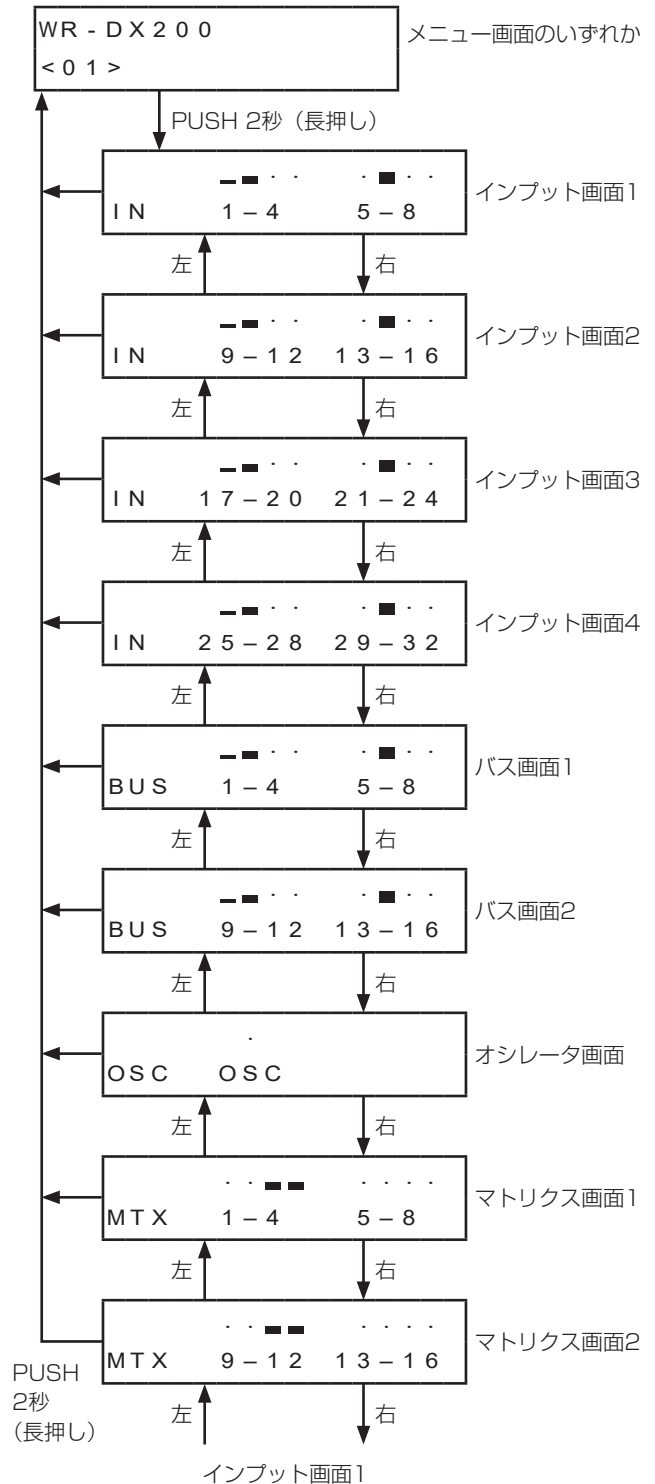 WR-DX200
メニュー画面のいずれか
<01>
PUSH 2秒（長押し）
IN 1–4 5–8
インプット画面1
左 右
IN 9–12 13–16
インプット画面2
左 右
IN 17–20 21–24
インプット画面3
左 右
IN 25–28 29–32
インプット画面4
左 右
BUS 1–4 5–8
バス画面1
左 右
BUS 9–12 13–16
バス画面2
左 右
OSC OSC
オシレータ画面
左 右
MTX 1–4 5–8
マトリクス画面1
左 右
MTX 9–12 13–16
マトリクス画面2
PUSH
2秒
（長押し）
左 右
インプット画面1